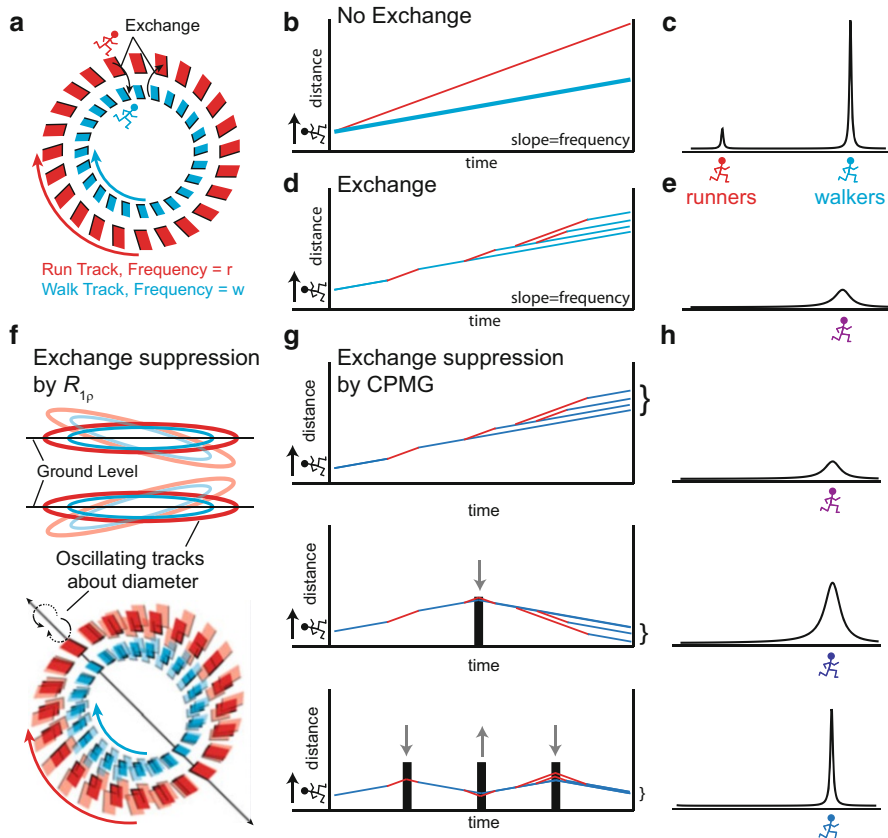 a
Exchange
Run Track, Frequency = r
Walk Track, Frequency = w
b
No Exchange
distance
slope=frequency
time
c
runners
walkers
d
Exchange
distance
slope=frequency
time
e
f
Exchange suppression
by R1ρ
Ground Level
Oscillating tracks
about diameter
g
Exchange suppression
by CPMG
distance
}
time
distance
}
time
distance
}
time
h